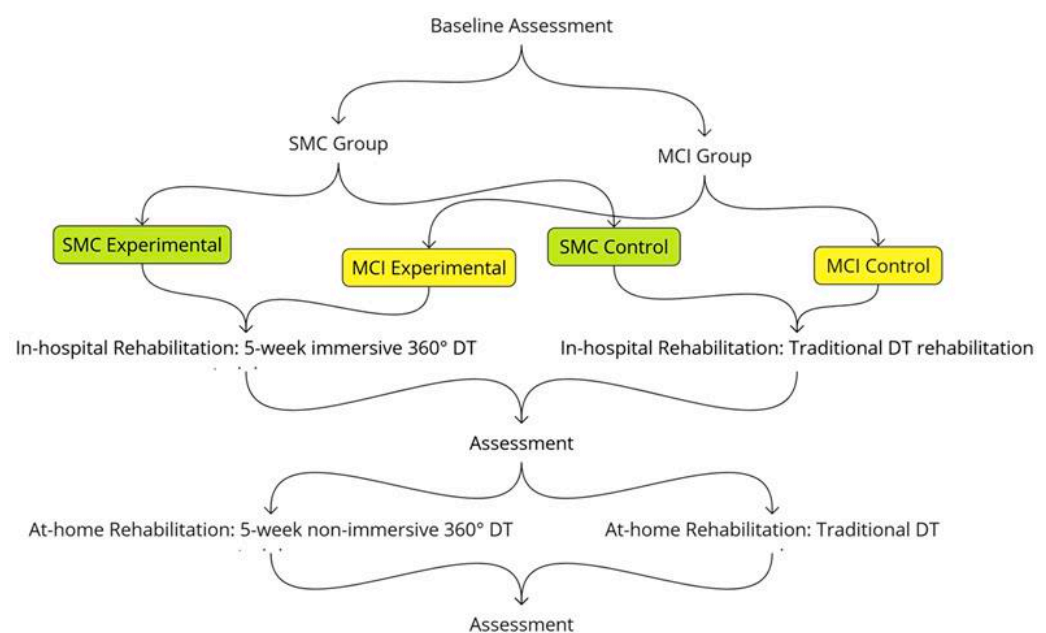 Baseline Assessment
SMC Group
MCI Group
SMC Experimental
MCI Experimental
SMC Control
MCI Control
In-hospital Rehabilitation: 5-week immersive 360° DT
In-hospital Rehabilitation: Traditional DT rehabilitation
Assessment
At-home Rehabilitation: 5-week non-immersive 360° DT
At-home Rehabilitation: Traditional DT
Assessment